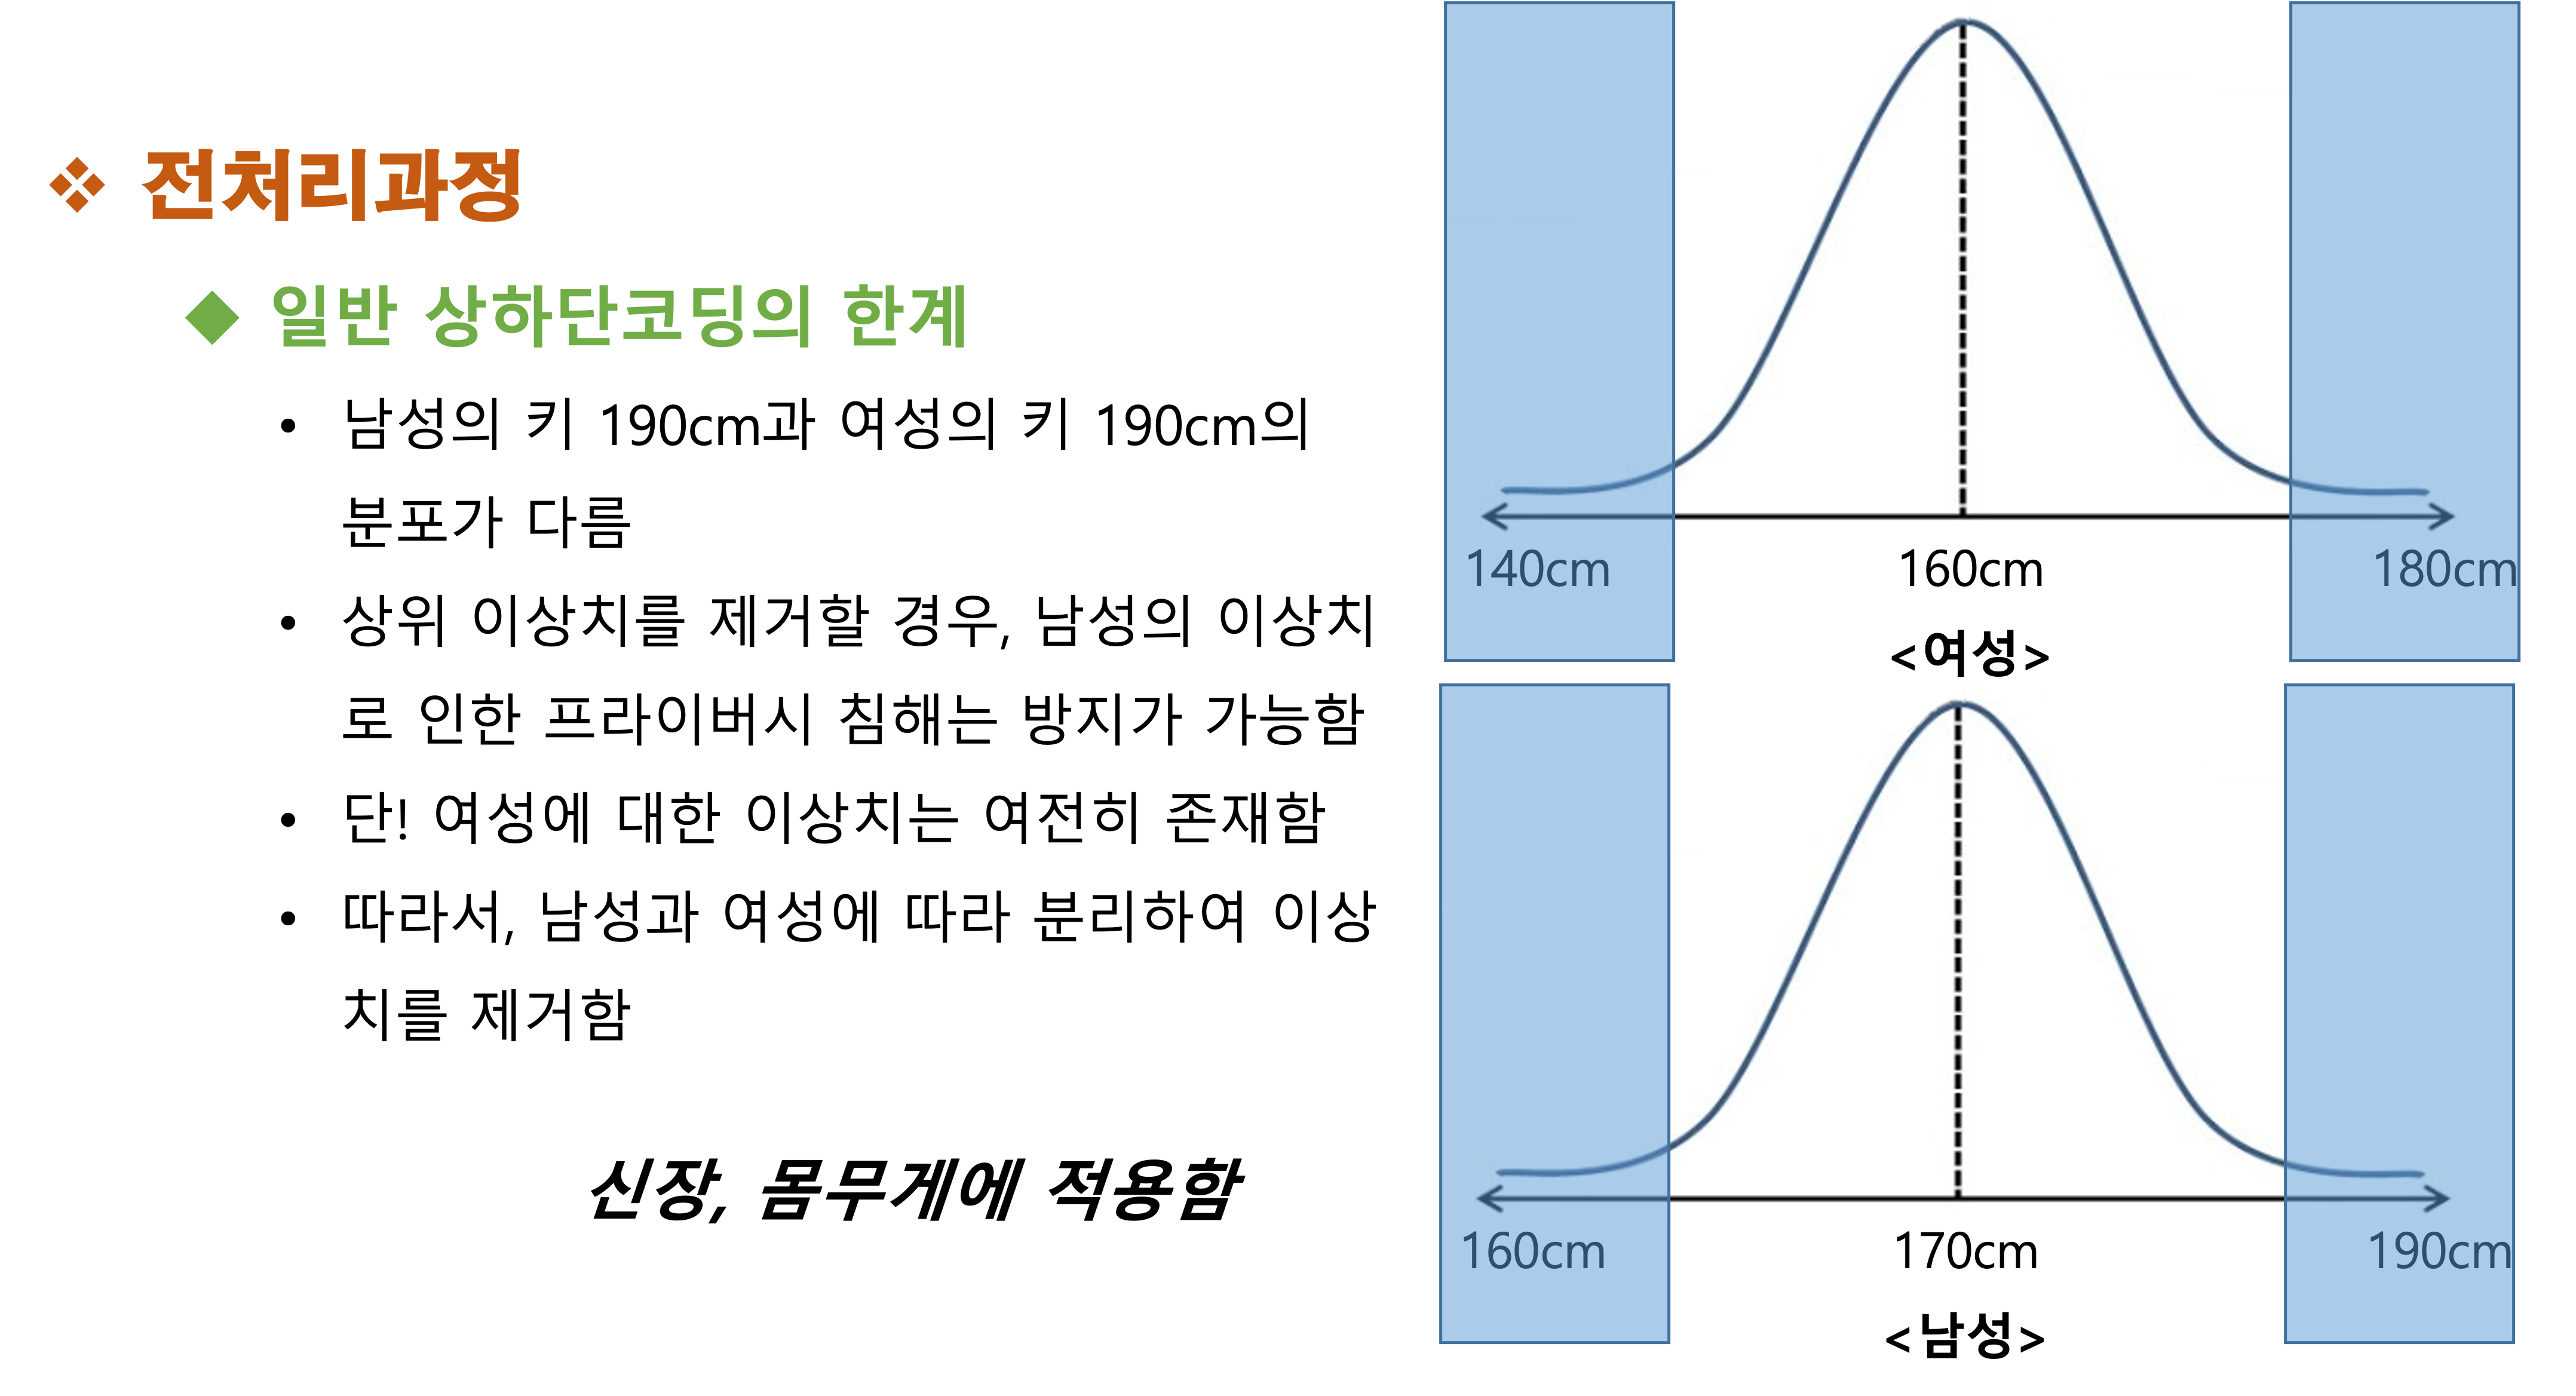 ❖ 전처리과정
◆ 일반 상하단코딩의 한계
• 남성의 키 190cm과 여성의 키 190cm의
분포가 다름
• 상위 이상치를 제거할 경우, 남성의 이상치
로 인한 프라이버시 침해는 방지가 가능함
• 단! 여성에 대한 이상치는 여전히 존재함
• 따라서, 남성과 여성에 따라 분리하여 이상
치를 제거함
신장, 몸무게에 적용함
140cm 160cm 180cm
<여성>
160cm 170cm 190cm
<남성>